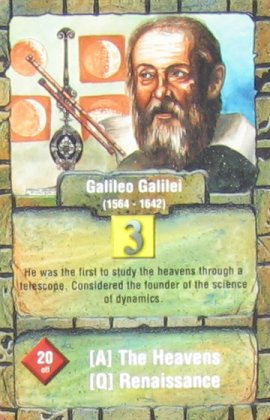 Galileo Galilei
(1564 - 1642)
3
He was the first to study the heavens through a
telescope. Considered the founder of the science
of dynamics.
20
off
[A] The Heavens
[Q] Renaissance